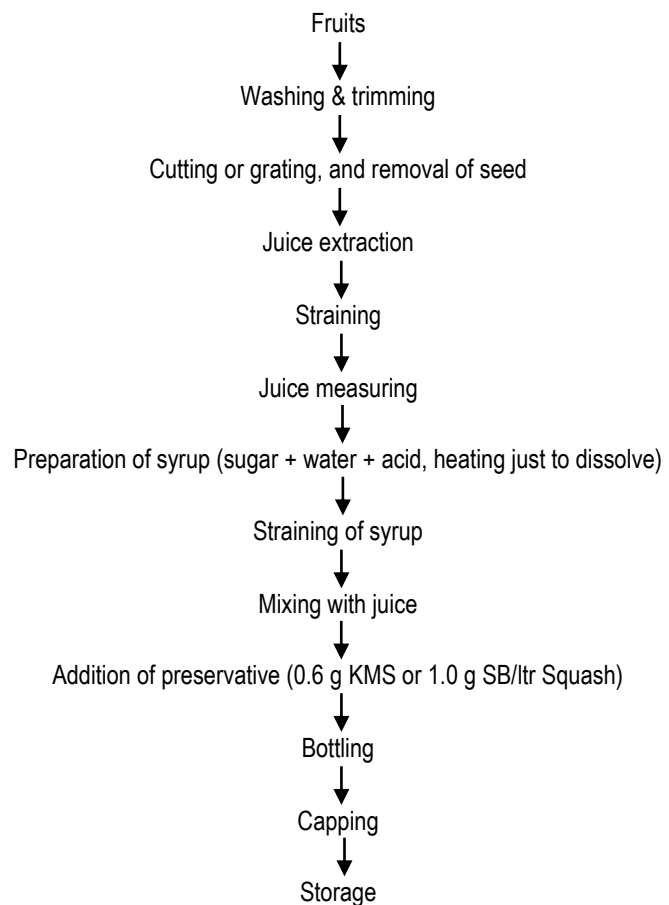 Fruits
Washing & trimming
Cutting or grating, and removal of seed
Juice extraction
Straining
Juice measuring
Preparation of syrup (sugar + water + acid, heating just to dissolve)
Straining of syrup
Mixing with juice
Addition of preservative (0.6 g KMS or 1.0 g SB/ltr Squash)
Bottling
Capping
Storage